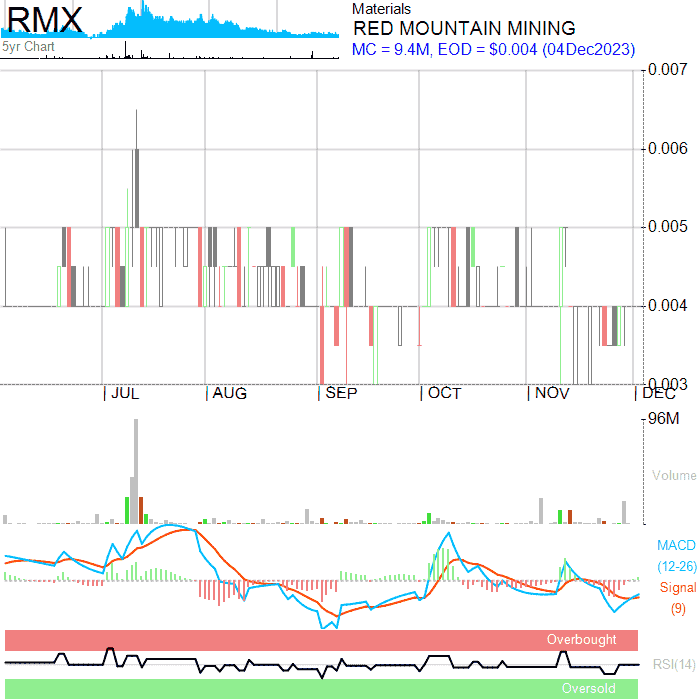 RMX
5yr Chart
Materials
RED MOUNTAIN MINING
MC = 9.4M, EOD = $0.004 (04Dec2023)
0.007
0.006
0.005
0.004
0.003
JUL AUG SEP OCT NOV DEC
96M
Volume
MACD
(12-26)
Signal
(9)
Overbought
RSI(14)
Oversold